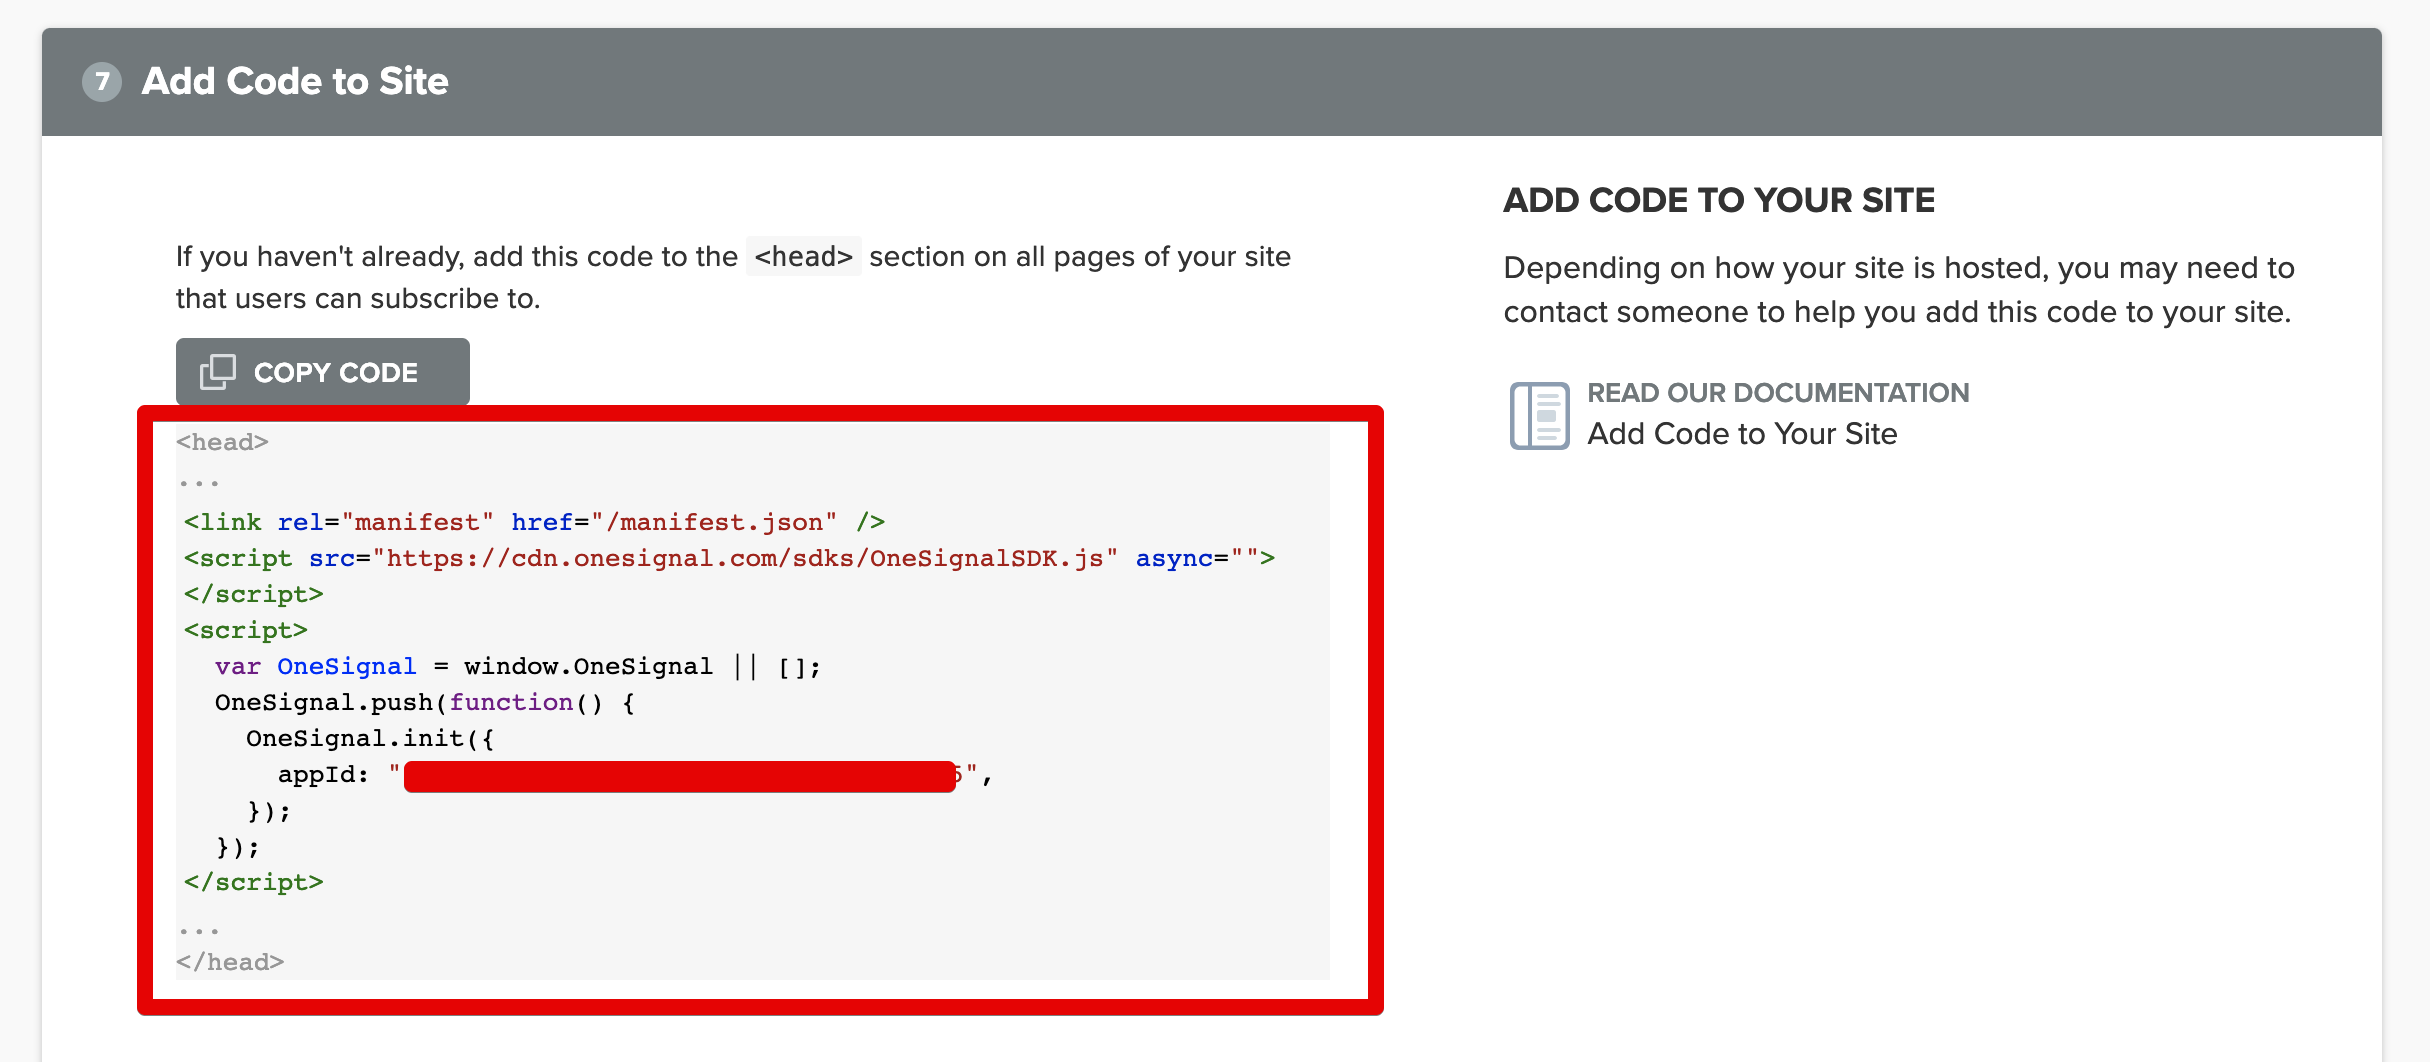 7 Add Code to Site
If you haven't already, add this code to the <head> section on all pages of your site
that users can subscribe to.
COPY CODE
<head>
...
<link rel="manifest" href="/manifest.json" />
<script src="https://cdn.onesignal.com/sdks/OneSignalSDK.js" async="">
</script>
<script>
  var OneSignal = window.OneSignal || [];
  OneSignal.push(function() {
    OneSignal.init({
      appId: "",
    });
  });
</script>
...
</head>
ADD CODE TO YOUR SITE
Depending on how your site is hosted, you may need to
contact someone to help you add this code to your site.
READ OUR DOCUMENTATION
Add Code to Your Site